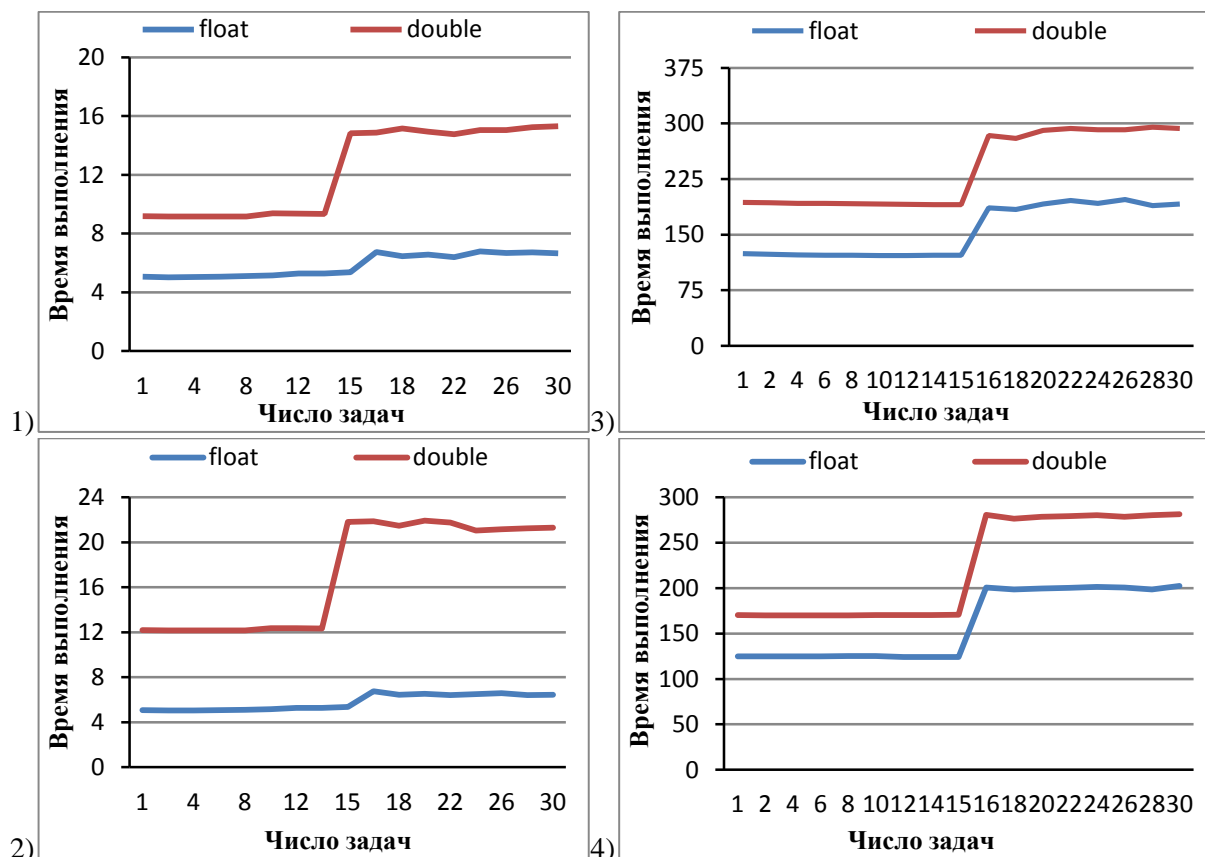 float double
20
16
12
8
4
0
Время выполнения
1 4 8 12 15 18 22 26 30
Число задач
1)
float double
375
300
225
150
75
0
Время выполнения
1 2 4 6 8 10 12 14 15 16 18 20 22 24 26 28 30
Число задач
3)
float double
24
20
16
12
8
4
0
Время выполнения
1 4 8 12 15 18 22 26 30
Число задач
2)
float double
300
250
200
150
100
50
0
Время выполнения
1 2 4 6 8 10 12 14 15 16 18 20 22 24 26 28 30
Число задач
4)